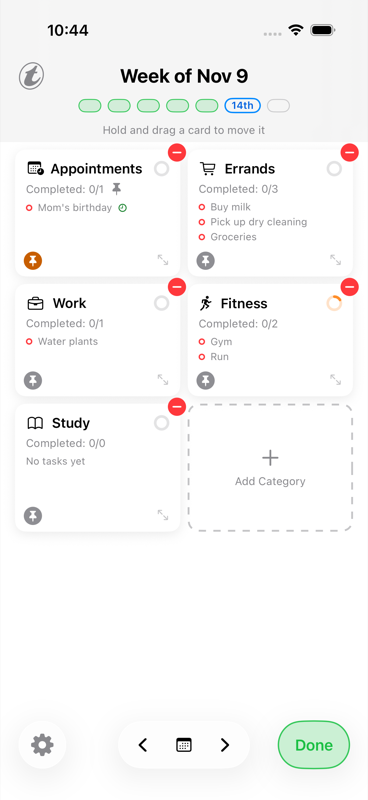 10:44
t
Week of Nov 9
14th
Hold and drag a card to move it
Appointments
Completed: 0/1
Mom's birthday
Errands
Completed: 0/3
Buy milk
Pick up dry cleaning
Groceries
Work
Completed: 0/1
Water plants
Fitness
Completed: 0/2
Gym
Run
Study
Completed: 0/0
No tasks yet
Add Category
Done